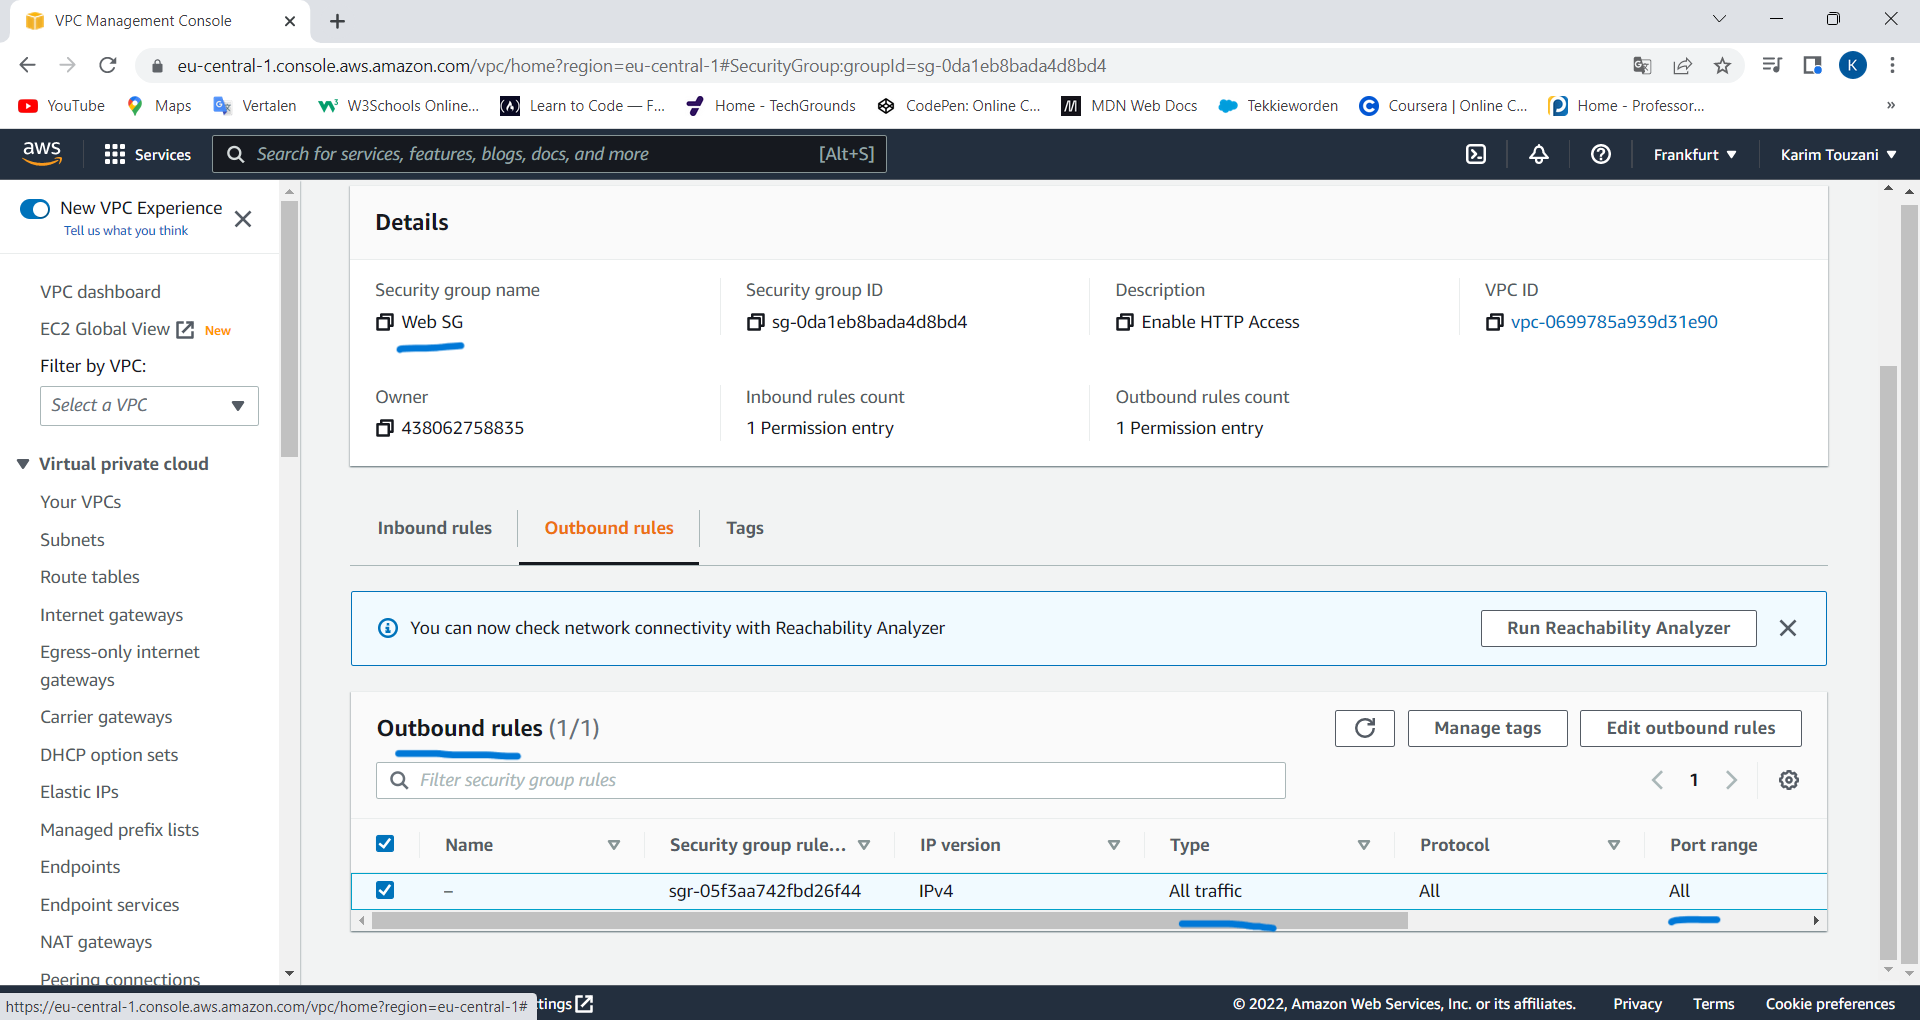 VPC Management Console
eu-central-1.console.aws.amazon.com/vpc/home?region=eu-central-1#SecurityGroup:groupId=sg-0da1eb8bada4d8bd4
K
YouTube Maps Vertalen W3Schools Online... Learn to Code — F... Home - TechGrounds CodePen: Online C... MDN Web Docs Tekkieworden Coursera | Online C... Home - Professor... »
aws Services Search for services, features, blogs, docs, and more [Alt+S] Frankfurt Karim Touzani
New VPC Experience
Tell us what you think
VPC dashboard
EC2 Global View New
Filter by VPC:
Select a VPC
Virtual private cloud
Your VPCs
Subnets
Route tables
Internet gateways
Egress-only internet
gateways
Carrier gateways
DHCP option sets
Elastic IPs
Managed prefix lists
Endpoints
Endpoint services
NAT gateways
Peering connections
Details
Security group name Security group ID Description VPC ID
Web SG sg-0da1eb8bada4d8bd4 Enable HTTP Access vpc-0699785a939d31e90
Owner Inbound rules count Outbound rules count
438062758835 1 Permission entry 1 Permission entry
Inbound rules Outbound rules Tags
You can now check network connectivity with Reachability Analyzer Run Reachability Analyzer
Outbound rules (1/1) Manage tags Edit outbound rules
Filter security group rules 1
Name Security group rule... IP version Type Protocol Port range
– sgr-05f3aa742fbd26f44 IPv4 All traffic All All
https://eu-central-1.console.aws.amazon.com/vpc/home?region=eu-central-1# ttings © 2022, Amazon Web Services, Inc. or its affiliates. Privacy Terms Cookie preferences